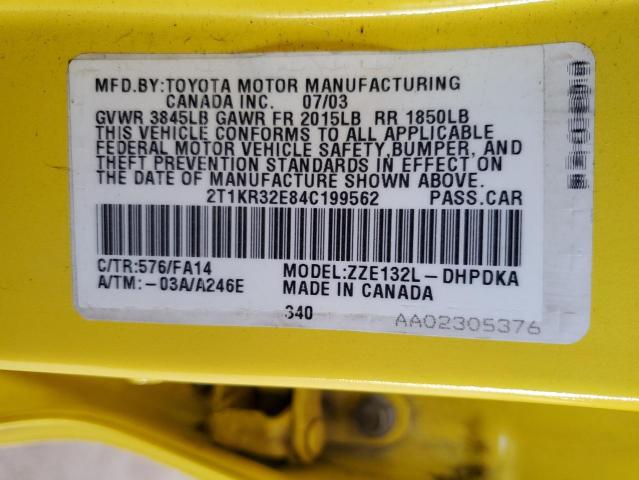 MFD.BY:TOYOTA MOTOR MANUFACTURING
CANADA INC. 07/03
GVWR 3845LB GAWR FR 2015LB RR 1850LB
THIS VEHICLE CONFORMS TO ALL APPLICABLE
FEDERAL MOTOR VEHICLE SAFETY,BUMPER, AND
THEFT PREVENTION STANDARDS IN EFFECT ON
THE DATE OF MANUFACTURE SHOWN ABOVE.
2T1KR32E84C199562 PASS.CAR
C/TR:576/FA14 MODEL:ZZE132L-DHPDKA
A/TM:-03A/A246E MADE IN CANADA
340
AA02305376